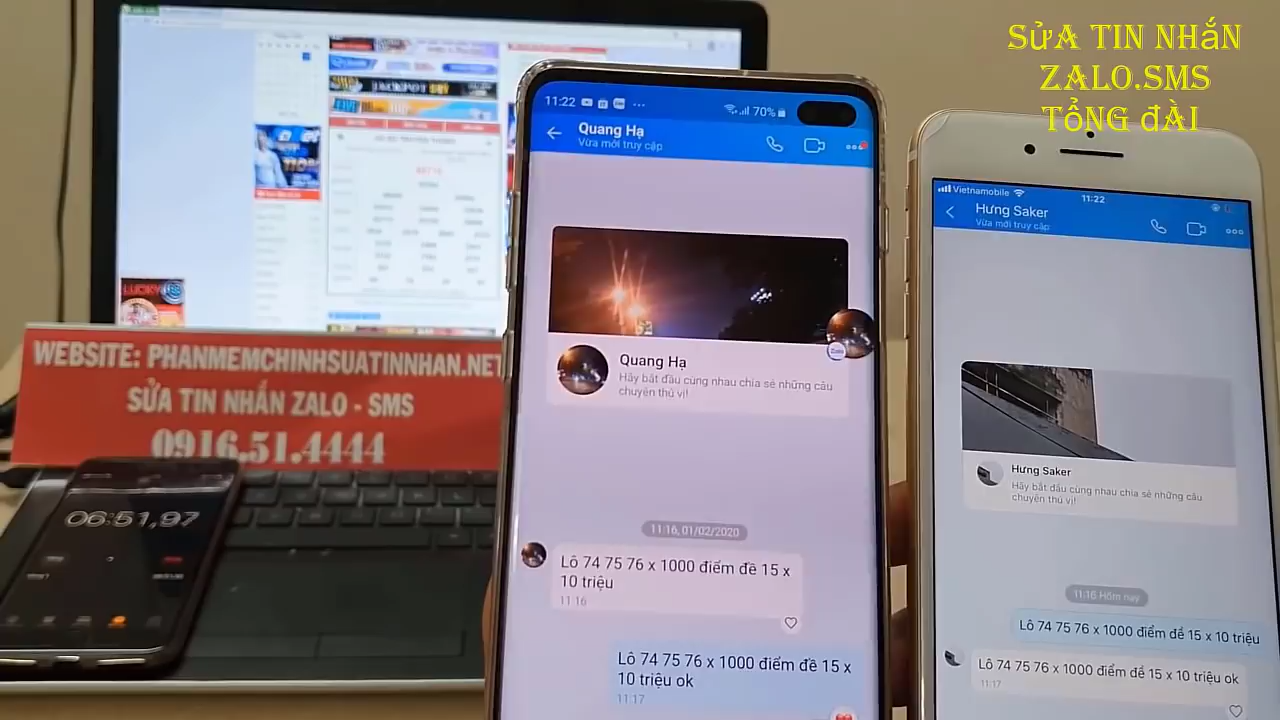 SỬA TIN NHẮN
ZALO.SMS
TỔNG ĐÀI
WEBSITE: PHANMEMCHINHSUATINNHAN.NET
SỬA TIN NHẮN ZALO - SMS
0916.51.4444
06:51,97
11:22
70%
Quang Hạ
Vừa mới truy cập
Quang Hạ
Hãy bắt đầu cùng nhau chia sẻ những câu
chuyện thú vị!
11:16, 01/02/2020
Lô 74 75 76 x 1000 điểm đề 15 x
10 triệu
11:16
Lô 74 75 76 x 1000 điểm đề 15 x
10 triệu ok
11:17
Vietnamobile
11:22
Hưng Saker
Vừa mới truy cập
Hưng Saker
Hãy bắt đầu cùng nhau chia sẻ những câu
chuyện thú vị!
11:16 Hôm nay
Lô 74 75 76 x 1000 điểm đề 15 x 10 triệu
Lô 74 75 76 x 1000 điểm đề 15 x 10 triệu ok
11:17